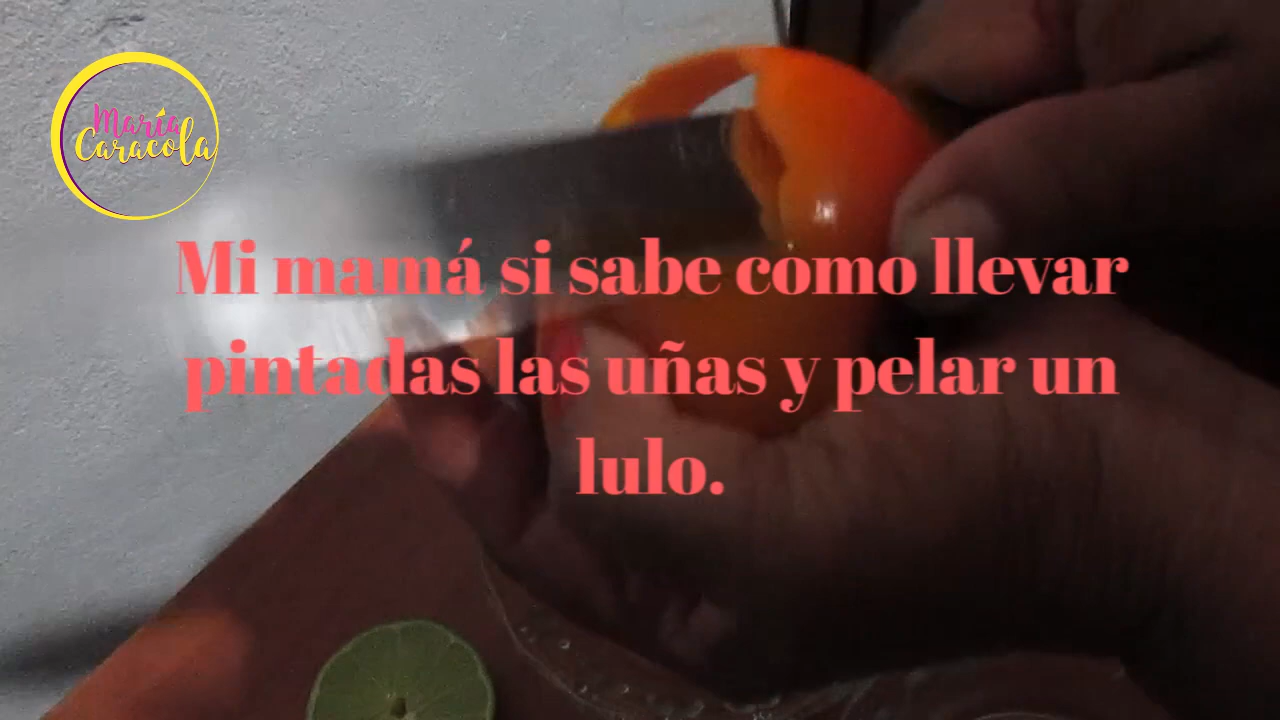 María
Caracola
Mi mamá si sabe como llevar
pintadas las uñas y pelar un
lulo.